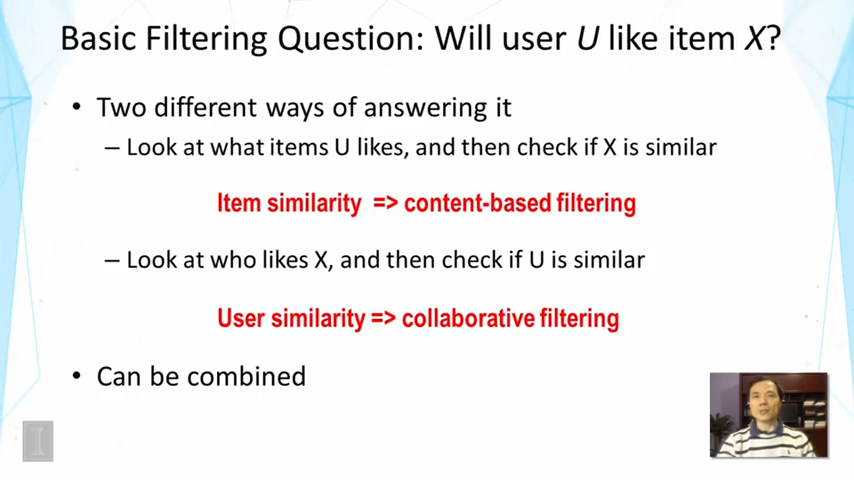 Basic Filtering Question: Will user U like item X?
• Two different ways of answering it
– Look at what items U likes, and then check if X is similar
Item similarity => content-based filtering
– Look at who likes X, and then check if U is similar
User similarity => collaborative filtering
• Can be combined
I